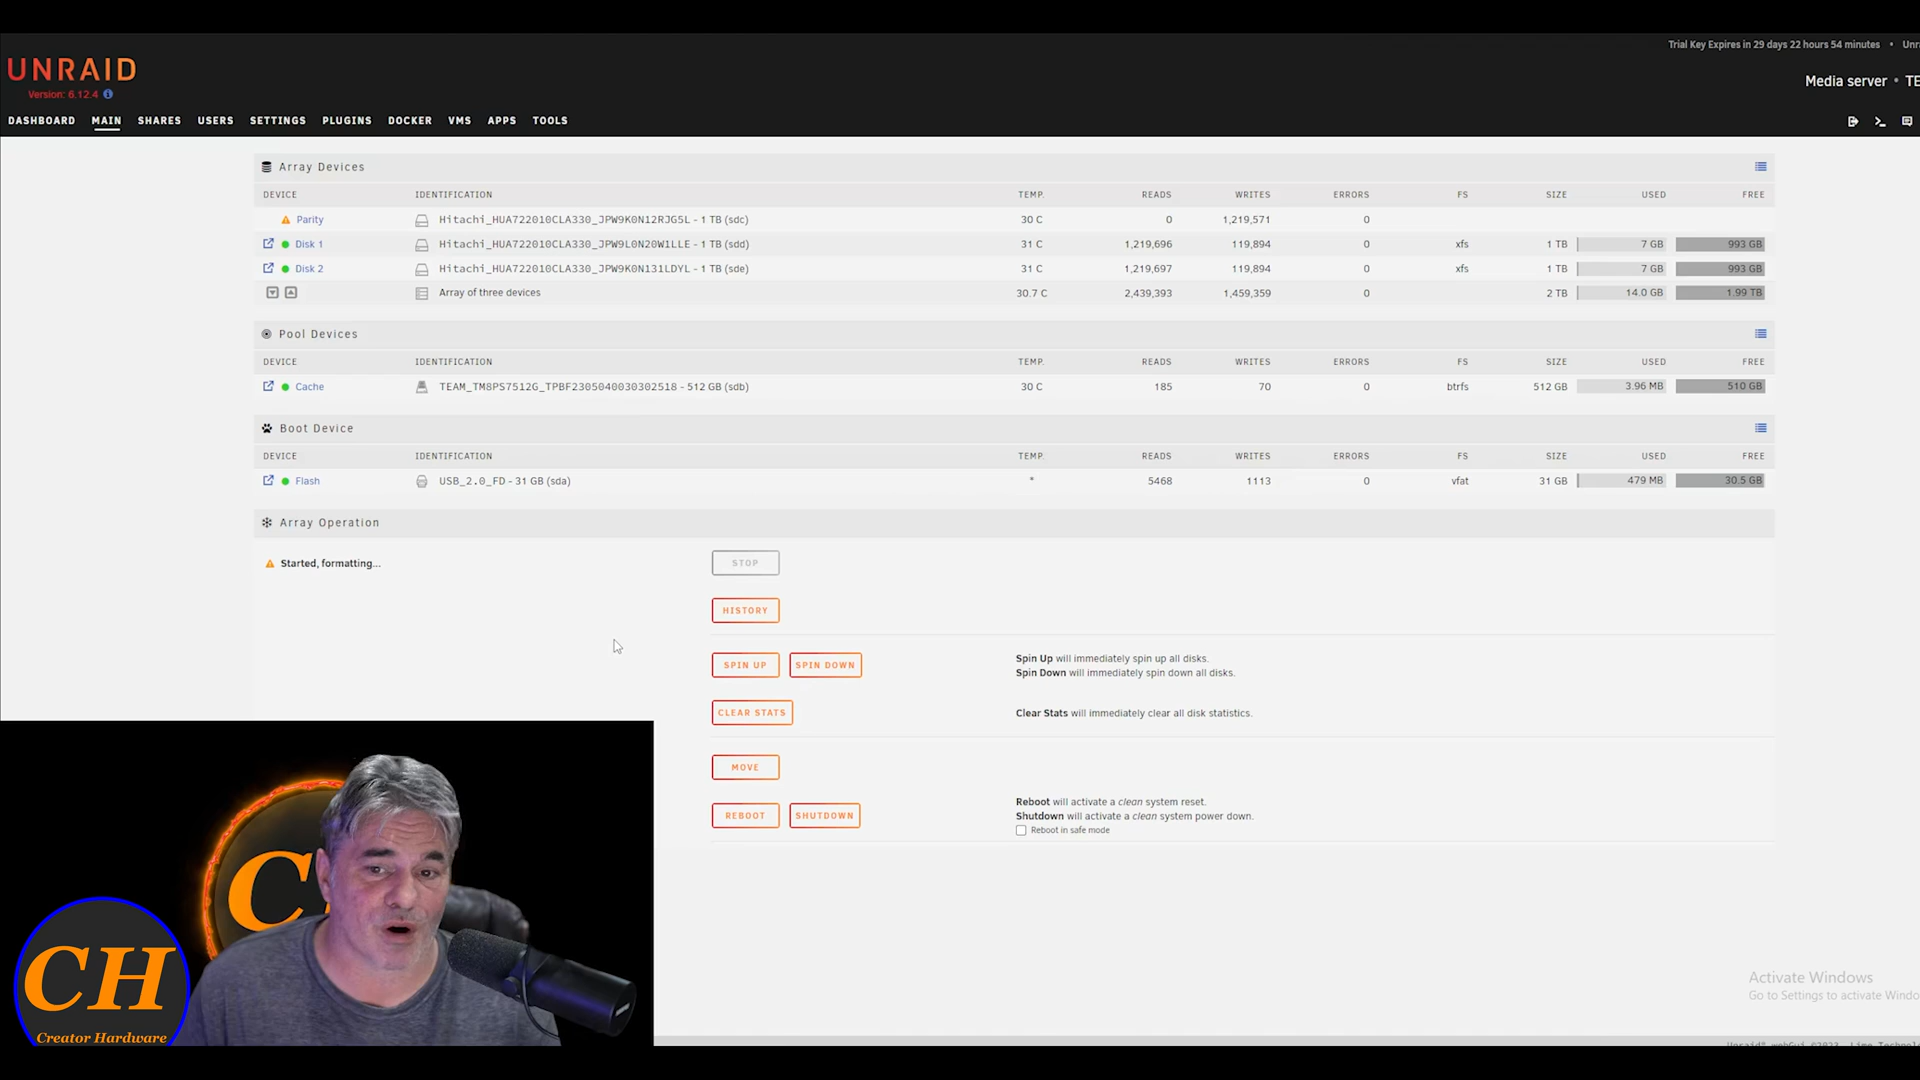 Trial Key Expires in 29 days 22 hours 54 minutes • Unr
UNRAID
Version: 6.12.4
Media server • TE
DASHBOARD MAIN SHARES USERS SETTINGS PLUGINS DOCKER VMS APPS TOOLS
Array Devices
DEVICE IDENTIFICATION TEMP. READS WRITES ERRORS FS SIZE USED FREE
Parity Hitachi_HUA722010CLA330_JPW9K0N12RJG5L - 1 TB (sdc) 30 C 0 1,219,571 0
Disk 1 Hitachi_HUA722010CLA330_JPW9L0N20W1LLE - 1 TB (sdd) 31 C 1,219,696 119,894 0 xfs 1 TB 7 GB 993 GB
Disk 2 Hitachi_HUA722010CLA330_JPW9K0N131LDYL - 1 TB (sde) 31 C 1,219,697 119,894 0 xfs 1 TB 7 GB 993 GB
Array of three devices 30.7 C 2,439,393 1,459,359 0 2 TB 14.0 GB 1.99 TB
Pool Devices
DEVICE IDENTIFICATION TEMP. READS WRITES ERRORS FS SIZE USED FREE
Cache TEAM_TM8PS7512G_TPBF2305040030302518 - 512 GB (sdb) 30 C 185 70 0 btrfs 512 GB 3.96 MB 510 GB
Boot Device
DEVICE IDENTIFICATION TEMP. READS WRITES ERRORS FS SIZE USED FREE
Flash USB_2.0_FD - 31 GB (sda) * 5468 1113 0 vfat 31 GB 479 MB 30.5 GB
Array Operation
Started, formatting...
STOP
HISTORY
SPIN UP SPIN DOWN
Spin Up will immediately spin up all disks.
Spin Down will immediately spin down all disks.
CLEAR STATS
Clear Stats will immediately clear all disk statistics.
MOVE
REBOOT SHUTDOWN
Reboot will activate a clean system reset.
Shutdown will activate a clean system power down.
Reboot in safe mode
C
CH
Creator Hardware
Activate Windows
Go to Settings to activate Windo